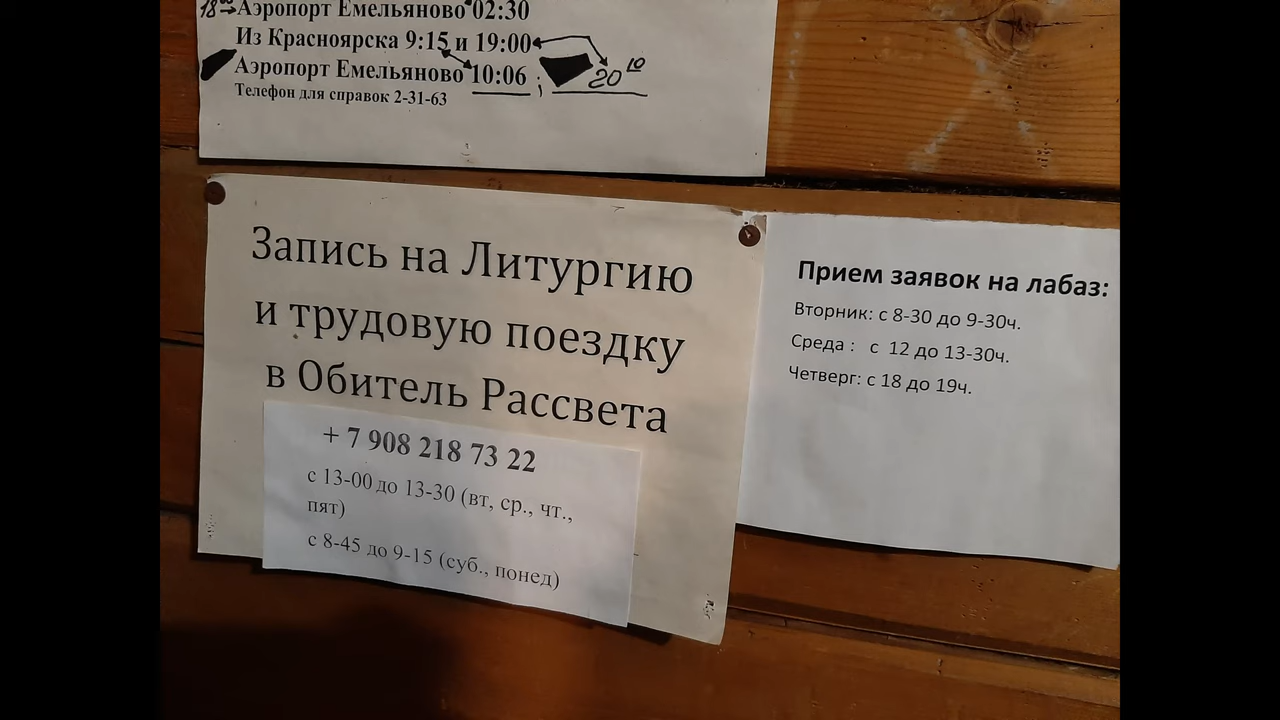 18⁰⁰→Аэропорт Емельяново 02:30
Из Красноярска 9:15 и 19:00
Аэропорт Емельяново 10:06 ; 20¹⁰
Телефон для справок 2-31-63
Запись на Литургию
и трудовую поездку
в Обитель Рассвета
+ 7 908 218 73 22
с 13-00 до 13-30 (вт, ср., чт.,
пят)
с 8-45 до 9-15 (суб., понед)
Прием заявок на лабаз:
Вторник: с 8-30 до 9-30ч.
Среда : с 12 до 13-30ч.
Четверг: с 18 до 19ч.